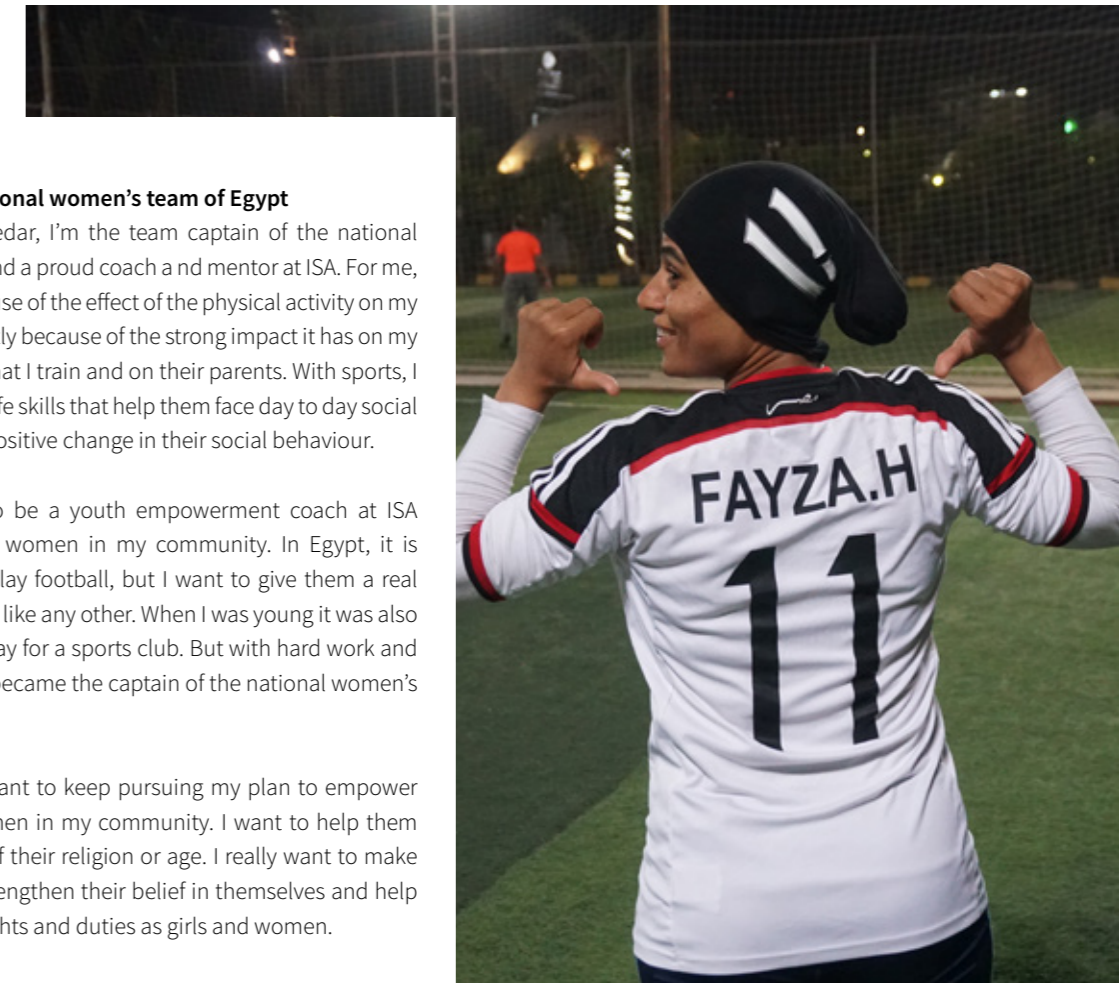 onal women’s team of Egypt
edar, I’m the team captain of the national
nd a proud coach a nd mentor at ISA. For me,
se of the effect of the physical activity on my
ly because of the strong impact it has on my
at I train and on their parents. With sports, I
fe skills that help them face day to day social
ositive change in their social behaviour.
o be a youth empowerment coach at ISA
women in my community. In Egypt, it is
lay football, but I want to give them a real
like any other. When I was young it was also
ay for a sports club. But with hard work and
ecame the captain of the national women’s
ant to keep pursuing my plan to empower
en in my community. I want to help them
f their religion or age. I really want to make
engthen their belief in themselves and help
hts and duties as girls and women.
FAYZA.H
11